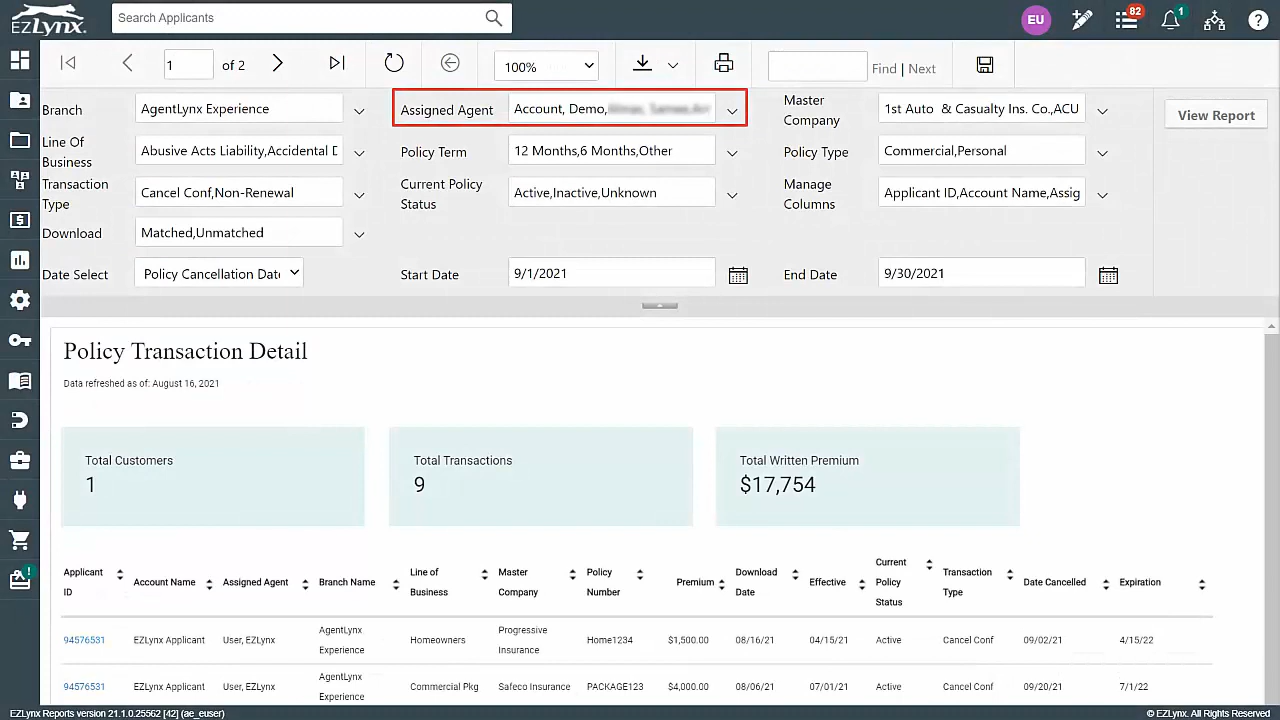 EZLynx.
Search Applicants
EU
82
1
?
1
of 2
100%
Find | Next
Branch
AgentLynx Experience
Assigned Agent
Account, Demo,
Master
Company
1st Auto & Casualty Ins. Co.,ACU
View Report
Line Of
Business
Abusive Acts Liability,Accidental D
Policy Term
12 Months,6 Months,Other
Policy Type
Commercial,Personal
Transaction
Type
Cancel Conf,Non-Renewal
Current Policy
Status
Active,Inactive,Unknown
Manage
Columns
Applicant ID,Account Name,Assig
Download
Matched,Unmatched
Date Select
Policy Cancellation Date
Start Date
9/1/2021
End Date
9/30/2021
Policy Transaction Detail
Data refreshed as of: August 16, 2021
Total Customers
1
Total Transactions
9
Total Written Premium
$17,754
Applicant
ID
Account Name
Assigned Agent
Branch Name
Line of
Business
Master
Company
Policy
Number
Premium
Download
Date
Effective
Current
Policy
Status
Transaction
Type
Date Cancelled
Expiration
94576531
EZLynx Applicant
User, EZLynx
AgentLynx
Experience
Homeowners
Progressive
Insurance
Home1234
$1,500.00
08/16/21
04/15/21
Active
Cancel Conf
09/02/21
4/15/22
94576531
EZLynx Applicant
User, EZLynx
AgentLynx
Experience
Commercial Pkg
Safeco Insurance
PACKAGE123
$4,000.00
08/06/21
07/01/21
Active
Cancel Conf
09/20/21
7/1/22
!
EZLynx Reports version 21.1.0.25562 [42] (ae_euser)
© EZLynx. All Rights Reserved